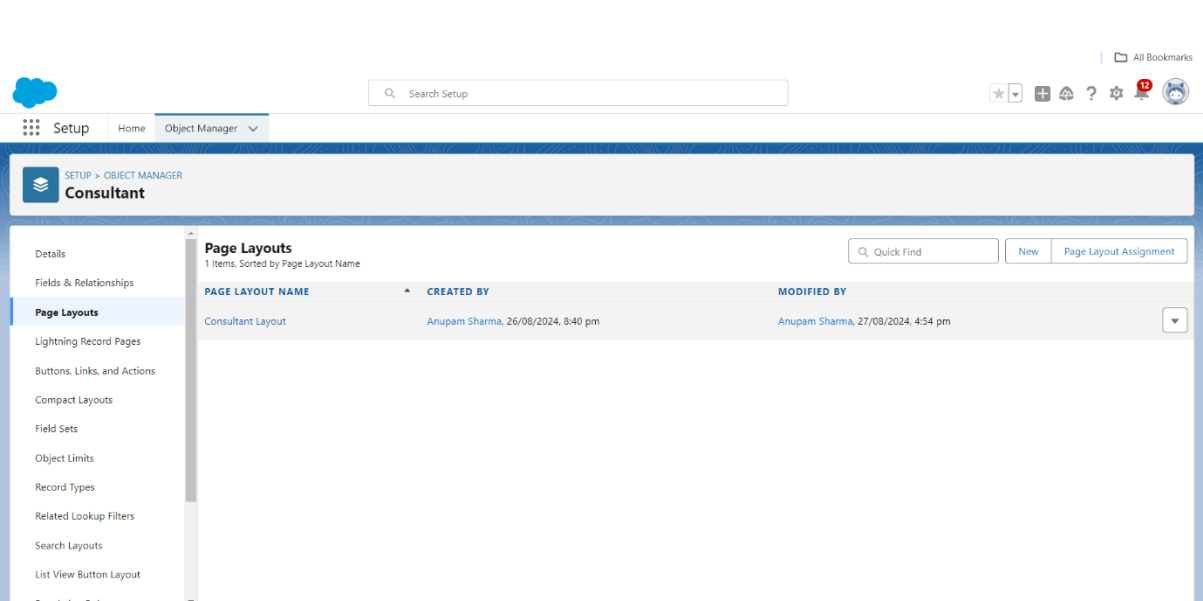 All Bookmarks
Search Setup
12
Setup
Home
Object Manager
SETUP > OBJECT MANAGER
Consultant
Details
Fields & Relationships
Page Layouts
Lightning Record Pages
Buttons, Links, and Actions
Compact Layouts
Field Sets
Object Limits
Record Types
Related Lookup Filters
Search Layouts
List View Button Layout
Page Layouts
1 Items, Sorted by Page Layout Name
Quick Find
New
Page Layout Assignment
PAGE LAYOUT NAME CREATED BY MODIFIED BY
Consultant Layout Anupam Sharma, 26/08/2024, 8:40 pm Anupam Sharma, 27/08/2024, 4:54 pm